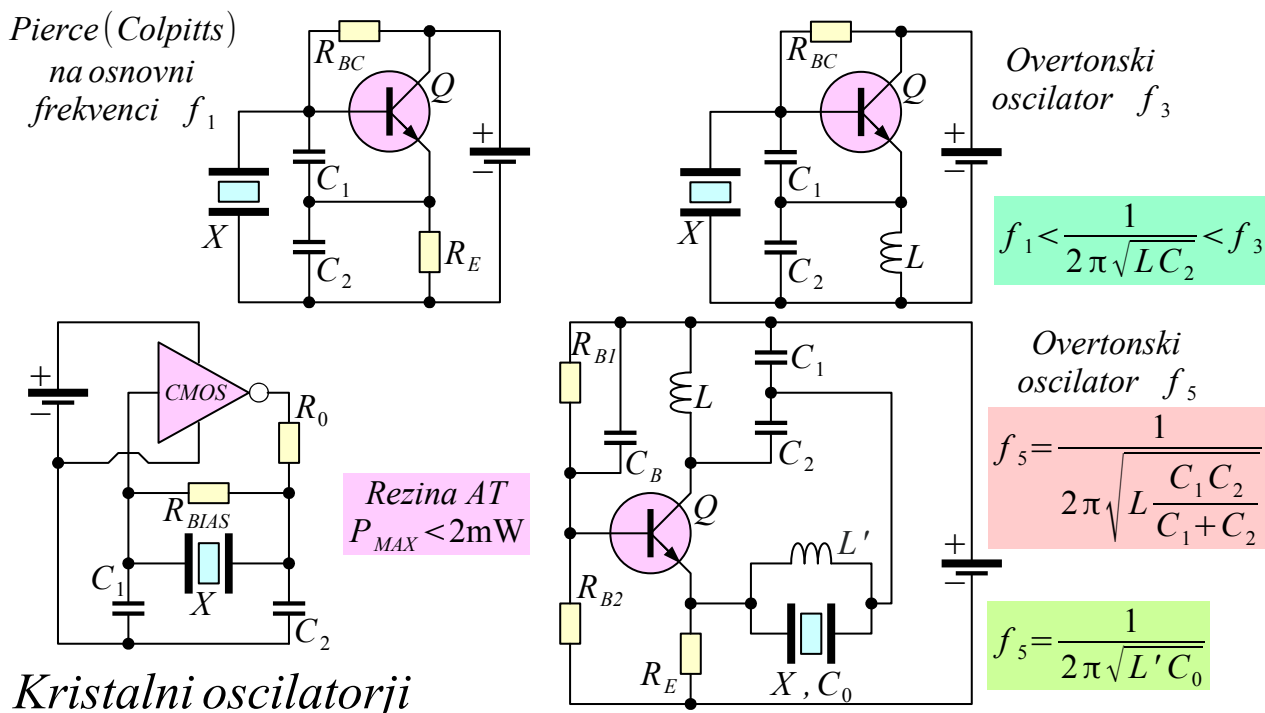 Pierce (Colpitts)
na osnovni
frekvenci f₁
R_BC
Q
+
−
C₁
X
C₂
R_E
R_BC
Q
Overtonski
oscilator f₃
+
−
C₁
X
C₂
L
f₁ < 1 / (2π√(LC₂)) < f₃
+
−
CMOS
R₀
R_BIAS
C₁
X
C₂
Rezina AT
P_MAX < 2mW
R_B1
C₁
L
C₂
C_B
Q
L'
R_B2
R_E
X , C₀
+
−
Overtonski
oscilator f₅
f₅ = 1 / (2π√(L C₁C₂ / (C₁+C₂)))
f₅ = 1 / (2π√(L'C₀))
Kristalni oscilatorji